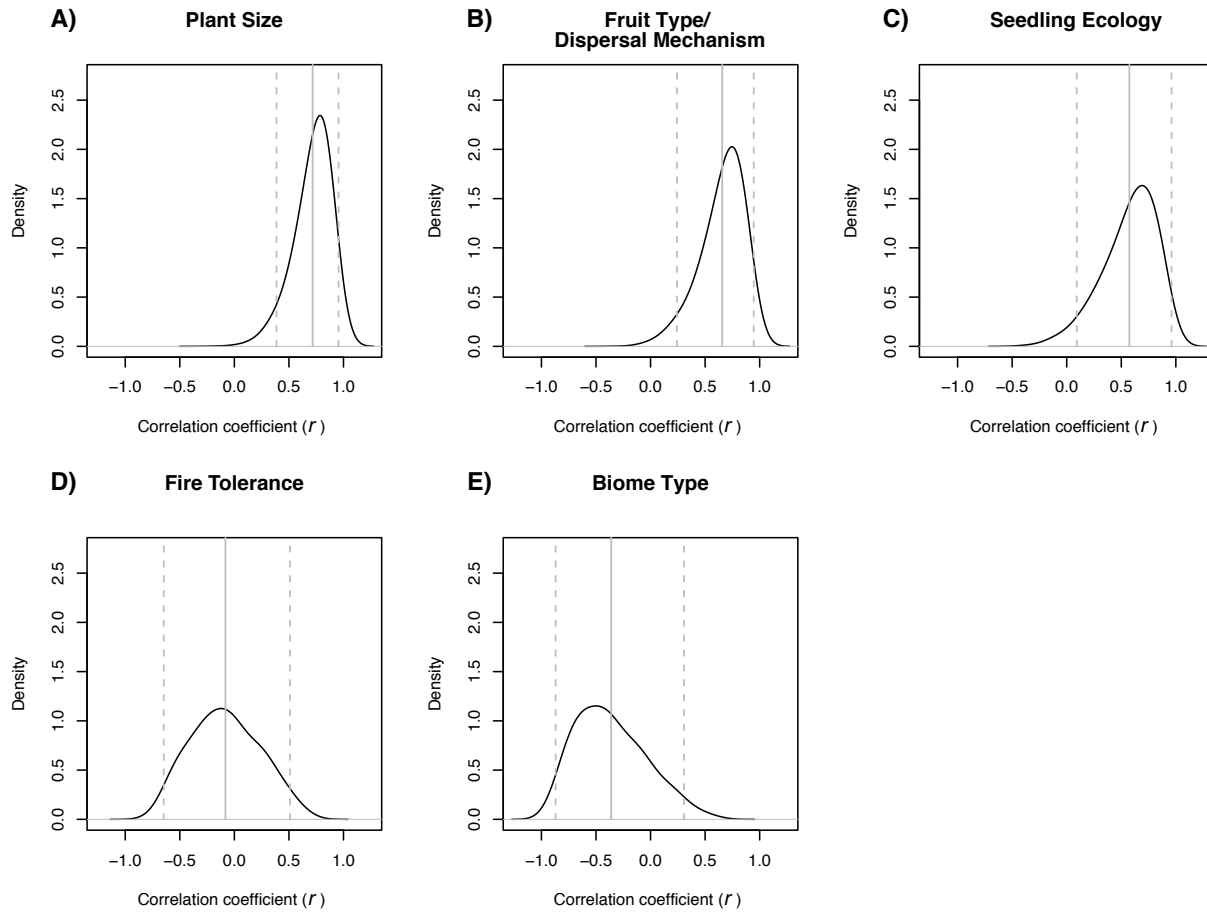 A) Plant Size
B) Fruit Type/
Dispersal Mechanism
C) Seedling Ecology
Density
0.0 0.5 1.0 1.5 2.0 2.5
−1.0 −0.5 0.0 0.5 1.0
Correlation coefficient (r )
Density
0.0 0.5 1.0 1.5 2.0 2.5
−1.0 −0.5 0.0 0.5 1.0
Correlation coefficient (r )
Density
0.0 0.5 1.0 1.5 2.0 2.5
−1.0 −0.5 0.0 0.5 1.0
Correlation coefficient (r )
D) Fire Tolerance
E) Biome Type
Density
0.0 0.5 1.0 1.5 2.0 2.5
−1.0 −0.5 0.0 0.5 1.0
Correlation coefficient (r )
Density
0.0 0.5 1.0 1.5 2.0 2.5
−1.0 −0.5 0.0 0.5 1.0
Correlation coefficient (r )